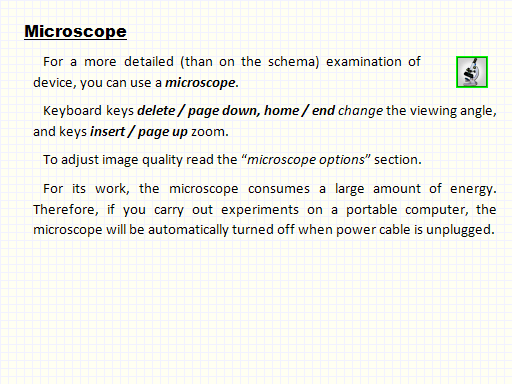 Microscope
For a more detailed (than on the schema) examination of
device, you can use a microscope.
Keyboard keys delete / page down, home / end change the viewing angle,
and keys insert / page up zoom.
To adjust image quality read the “microscope options” section.
For its work, the microscope consumes a large amount of energy.
Therefore, if you carry out experiments on a portable computer, the
microscope will be automatically turned off when power cable is unplugged.